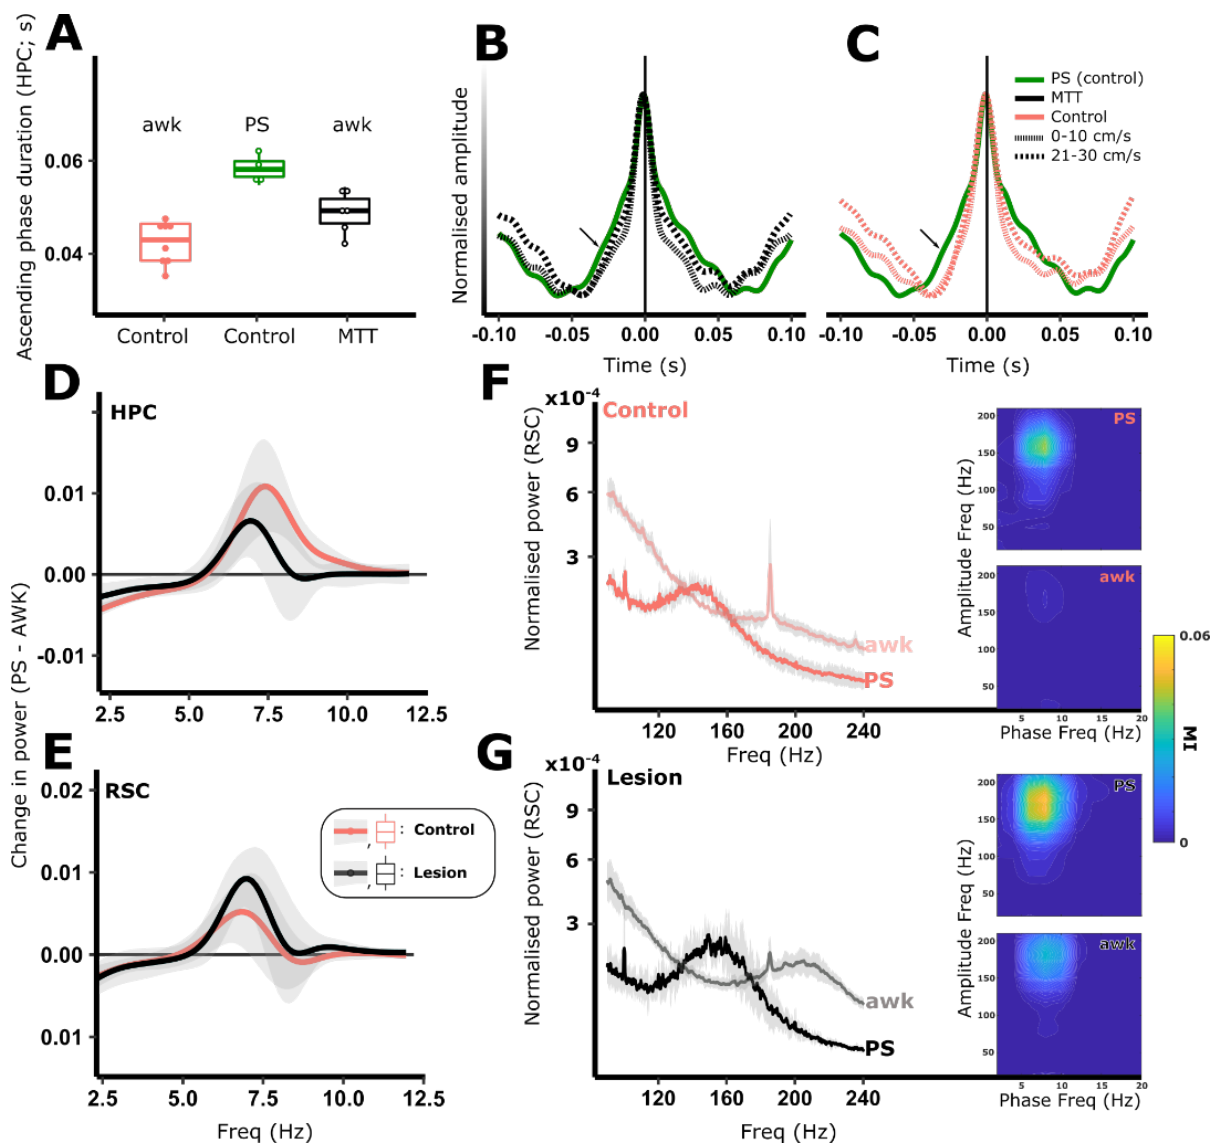 A
Ascending phase duration (HPC; s)
0.06
0.04
awk
PS
awk
Control
Control
MTT
B
Normalised amplitude
-0.10
-0.05
0.00
0.05
0.10
Time (s)
C
PS (control)
MTT
Control
0-10 cm/s
21-30 cm/s
-0.10
-0.05
0.00
0.05
0.10
Time (s)
D
HPC
Change in power (PS - AWK)
0.01
0.00
-0.01
2.5
5.0
7.5
10.0
12.5
E
RSC
0.02
0.01
0.00
0.01
, : Control
, : Lesion
2.5
5.0
7.5
10.0
12.5
Freq (Hz)
F
x10-4
Control
Normalised power (RSC)
9
6
3
awk
PS
120
160
200
240
Freq (Hz)
Amplitude Freq (Hz)
200
150
100
50
PS
200
150
100
50
awk
5
10
15
20
Phase Freq (Hz)
0.06
MI
0
G
x10-4
Lesion
Normalised power (RSC)
9
6
3
awk
PS
120
160
200
240
Freq (Hz)
Amplitude Freq (Hz)
200
150
100
50
PS
200
150
100
50
awk
5
10
15
20
Phase Freq (Hz)